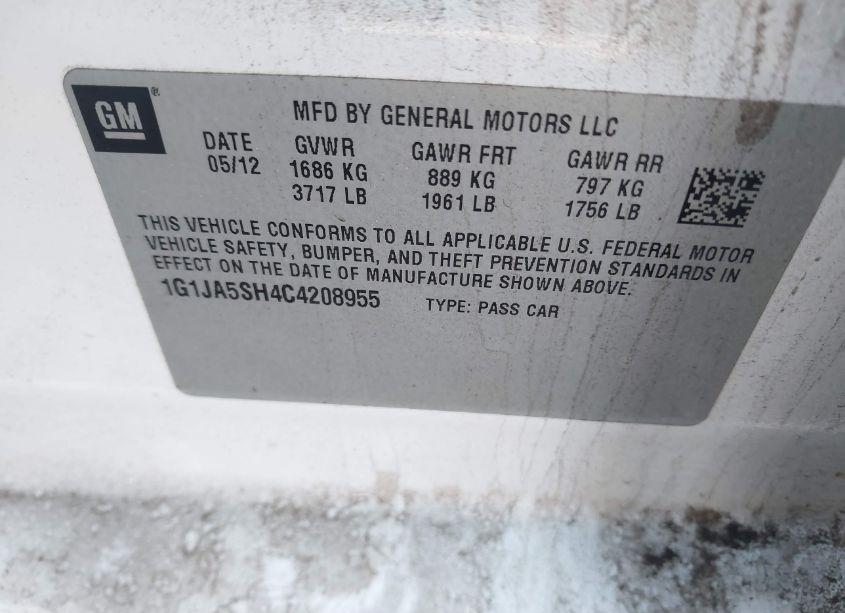 GM®
MFD BY GENERAL MOTORS LLC
DATE GVWR GAWR FRT GAWR RR
05/12 1686 KG 889 KG 797 KG
3717 LB 1961 LB 1756 LB
THIS VEHICLE CONFORMS TO ALL APPLICABLE U.S. FEDERAL MOTOR
VEHICLE SAFETY, BUMPER, AND THEFT PREVENTION STANDARDS IN
EFFECT ON THE DATE OF MANUFACTURE SHOWN ABOVE.
1G1JA5SH4C4208955 TYPE: PASS CAR